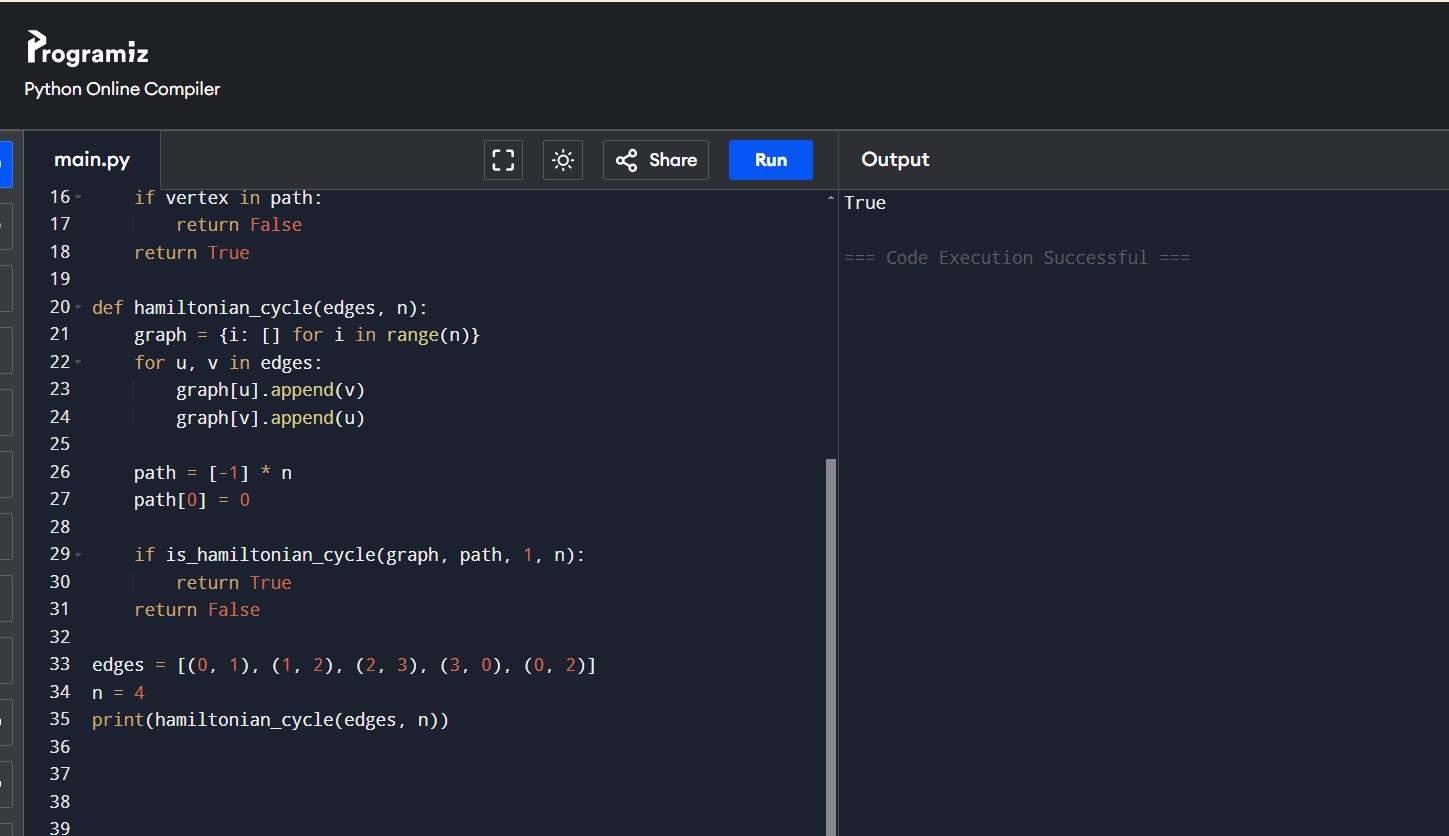 Programiz
Python Online Compiler
main.py
Share
Run
Output
16 if vertex in path:
17 return False
18 return True
19
20 def hamiltonian_cycle(edges, n):
21 graph = {i: [] for i in range(n)}
22 for u, v in edges:
23 graph[u].append(v)
24 graph[v].append(u)
25
26 path = [-1] * n
27 path[0] = 0
28
29 if is_hamiltonian_cycle(graph, path, 1, n):
30 return True
31 return False
32
33 edges = [(0, 1), (1, 2), (2, 3), (3, 0), (0, 2)]
34 n = 4
35 print(hamiltonian_cycle(edges, n))
36
37
38
39
True
=== Code Execution Successful ===